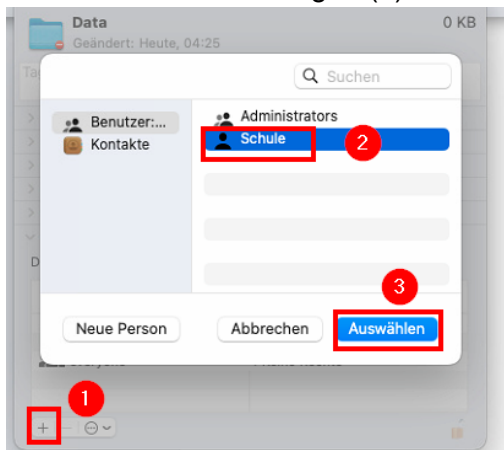 Data
0 KB
Geändert: Heute, 04:25
Suchen
Benutzer:...
Kontakte
Administrators
Schule
2
3
Neue Person
Abbrechen
Auswählen
1